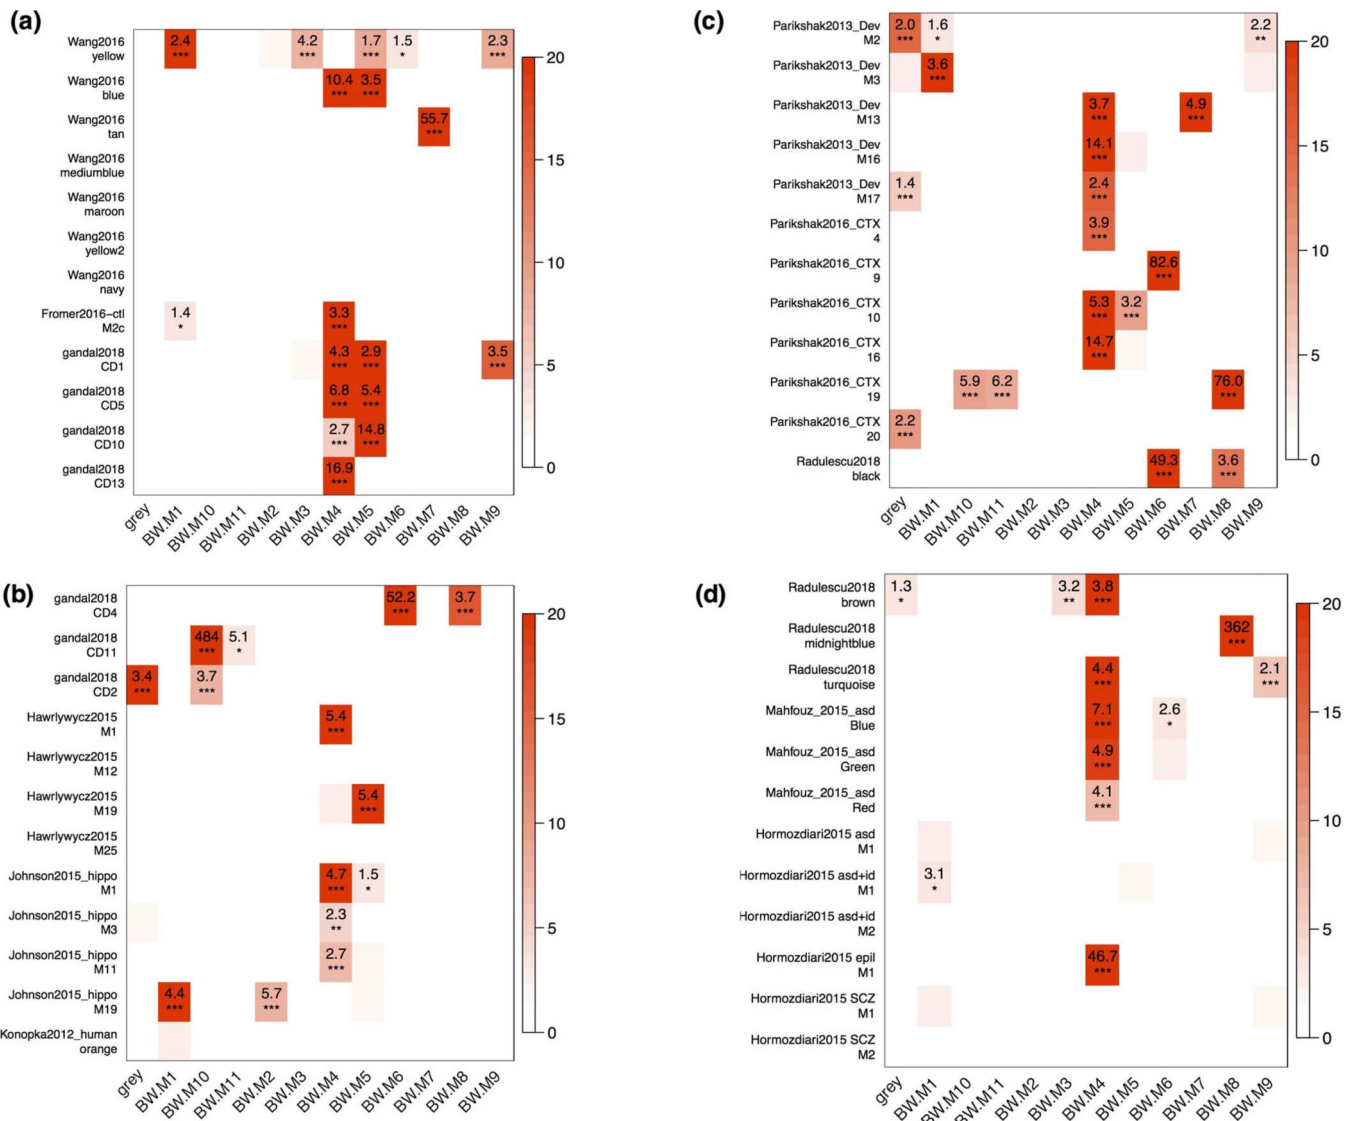 (a)
Wang2016
yellow
2.4 4.2 1.7 1.5 2.3
*** *** *** * ***
Wang2016
blue
10.4 3.5
*** ***
Wang2016
tan
55.7
***
Wang2016
mediumblue
Wang2016
maroon
Wang2016
yellow2
Wang2016
navy
Fromer2016-ctl
M2c
1.4 3.3
* ***
gandal2018
CD1
4.3 2.9 3.5
*** *** ***
gandal2018
CD5
6.8 5.4
*** ***
gandal2018
CD10
2.7 14.8
*** ***
gandal2018
CD13
16.9
***
grey BW.M1 BW.M10 BW.M11 BW.M2 BW.M3 BW.M4 BW.M5 BW.M6 BW.M7 BW.M8 BW.M9
20
15
10
5
0
(b)
gandal2018
CD4
52.2 3.7
*** ***
gandal2018
CD11
484 5.1
*** *
gandal2018
CD2
3.4 3.7
*** ***
Hawrlywycz2015
M1
5.4
***
Hawrlywycz2015
M12
Hawrlywycz2015
M19
5.4
***
Hawrlywycz2015
M25
Johnson2015_hippo
M1
4.7 1.5
*** *
Johnson2015_hippo
M3
2.3
**
Johnson2015_hippo
M11
2.7
***
Johnson2015_hippo
M19
4.4 5.7
*** ***
Konopka2012_human
orange
grey BW.M1 BW.M10 BW.M11 BW.M2 BW.M3 BW.M4 BW.M5 BW.M6 BW.M7 BW.M8 BW.M9
20
15
10
5
0
(c)
Parikshak2013_Dev
M2
2.0 1.6 2.2
*** * **
Parikshak2013_Dev
M3
3.6
***
Parikshak2013_Dev
M13
3.7 4.9
*** ***
Parikshak2013_Dev
M16
14.1
***
Parikshak2013_Dev
M17
1.4 2.4
*** ***
Parikshak2016_CTX
4
3.9
***
Parikshak2016_CTX
9
82.6
***
Parikshak2016_CTX
10
5.3 3.2
*** ***
Parikshak2016_CTX
16
14.7
***
Parikshak2016_CTX
19
5.9 6.2 76.0
*** *** ***
Parikshak2016_CTX
20
2.2
***
Radulescu2018
black
49.3 3.6
*** ***
grey BW.M1 BW.M10 BW.M11 BW.M2 BW.M3 BW.M4 BW.M5 BW.M6 BW.M7 BW.M8 BW.M9
20
15
10
5
0
(d)
Radulescu2018
brown
1.3 3.2 3.8
* ** ***
Radulescu2018
midnightblue
362
***
Radulescu2018
turquoise
4.4 2.1
*** ***
Mahfouz_2015_asd
Blue
7.1 2.6
*** *
Mahfouz_2015_asd
Green
4.9
***
Mahfouz_2015_asd
Red
4.1
***
Hormozdiari2015 asd
M1
Hormozdiari2015 asd+id
M1
3.1
*
Hormozdiari2015 asd+id
M2
Hormozdiari2015 epil
M1
46.7
***
Hormozdiari2015 SCZ
M1
Hormozdiari2015 SCZ
M2
grey BW.M1 BW.M10 BW.M11 BW.M2 BW.M3 BW.M4 BW.M5 BW.M6 BW.M7 BW.M8 BW.M9
20
15
10
5
0